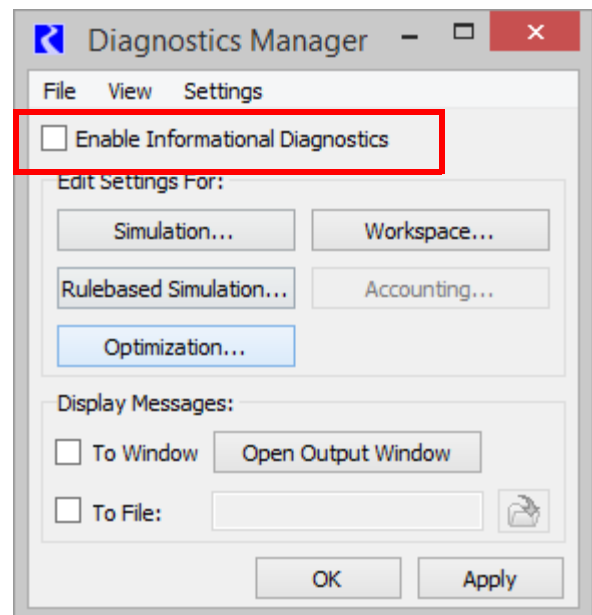 Diagnostics Manager
File View Settings
Enable Informational Diagnostics
Edit Settings For:
Simulation... Workspace...
Rulebased Simulation... Accounting...
Optimization...
Display Messages:
To Window Open Output Window
To File:
OK Apply